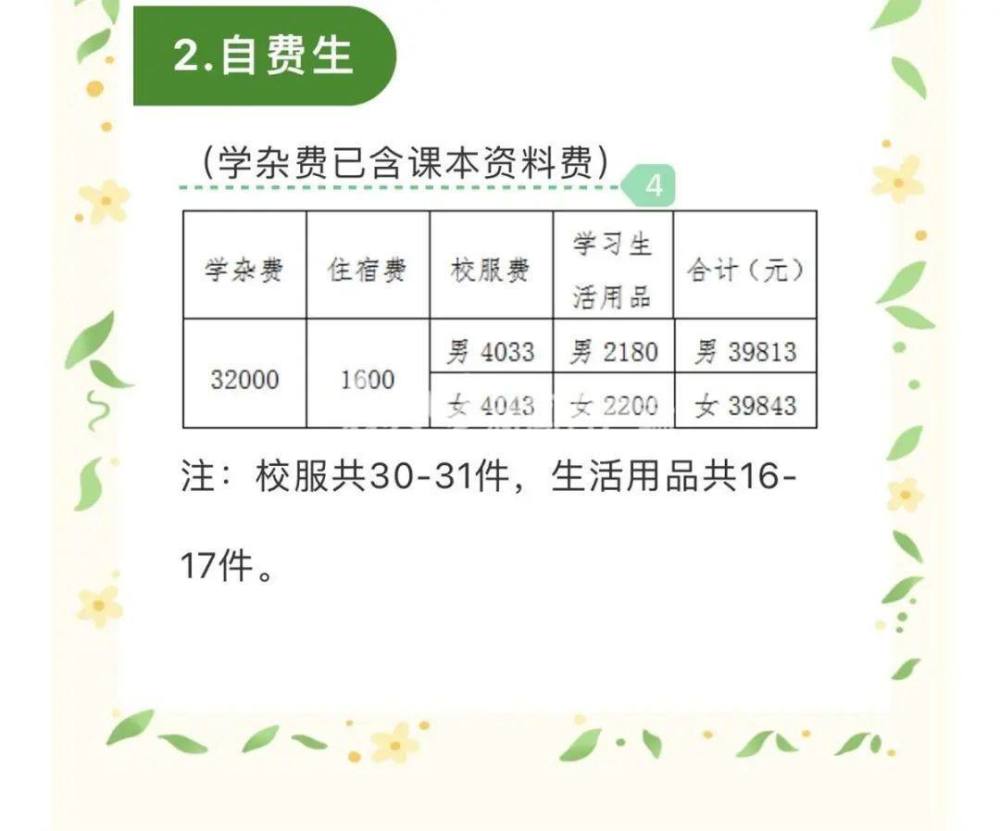 2.自费生
（学杂费已含课本资料费）
4
学杂费 住宿费 校服费 学习生活用品 合计（元）
32000 1600 男 4033 男 2180 男 39813
女 4043 女 2200 女 39843
注：校服共30-31件，生活用品共16-
17件。